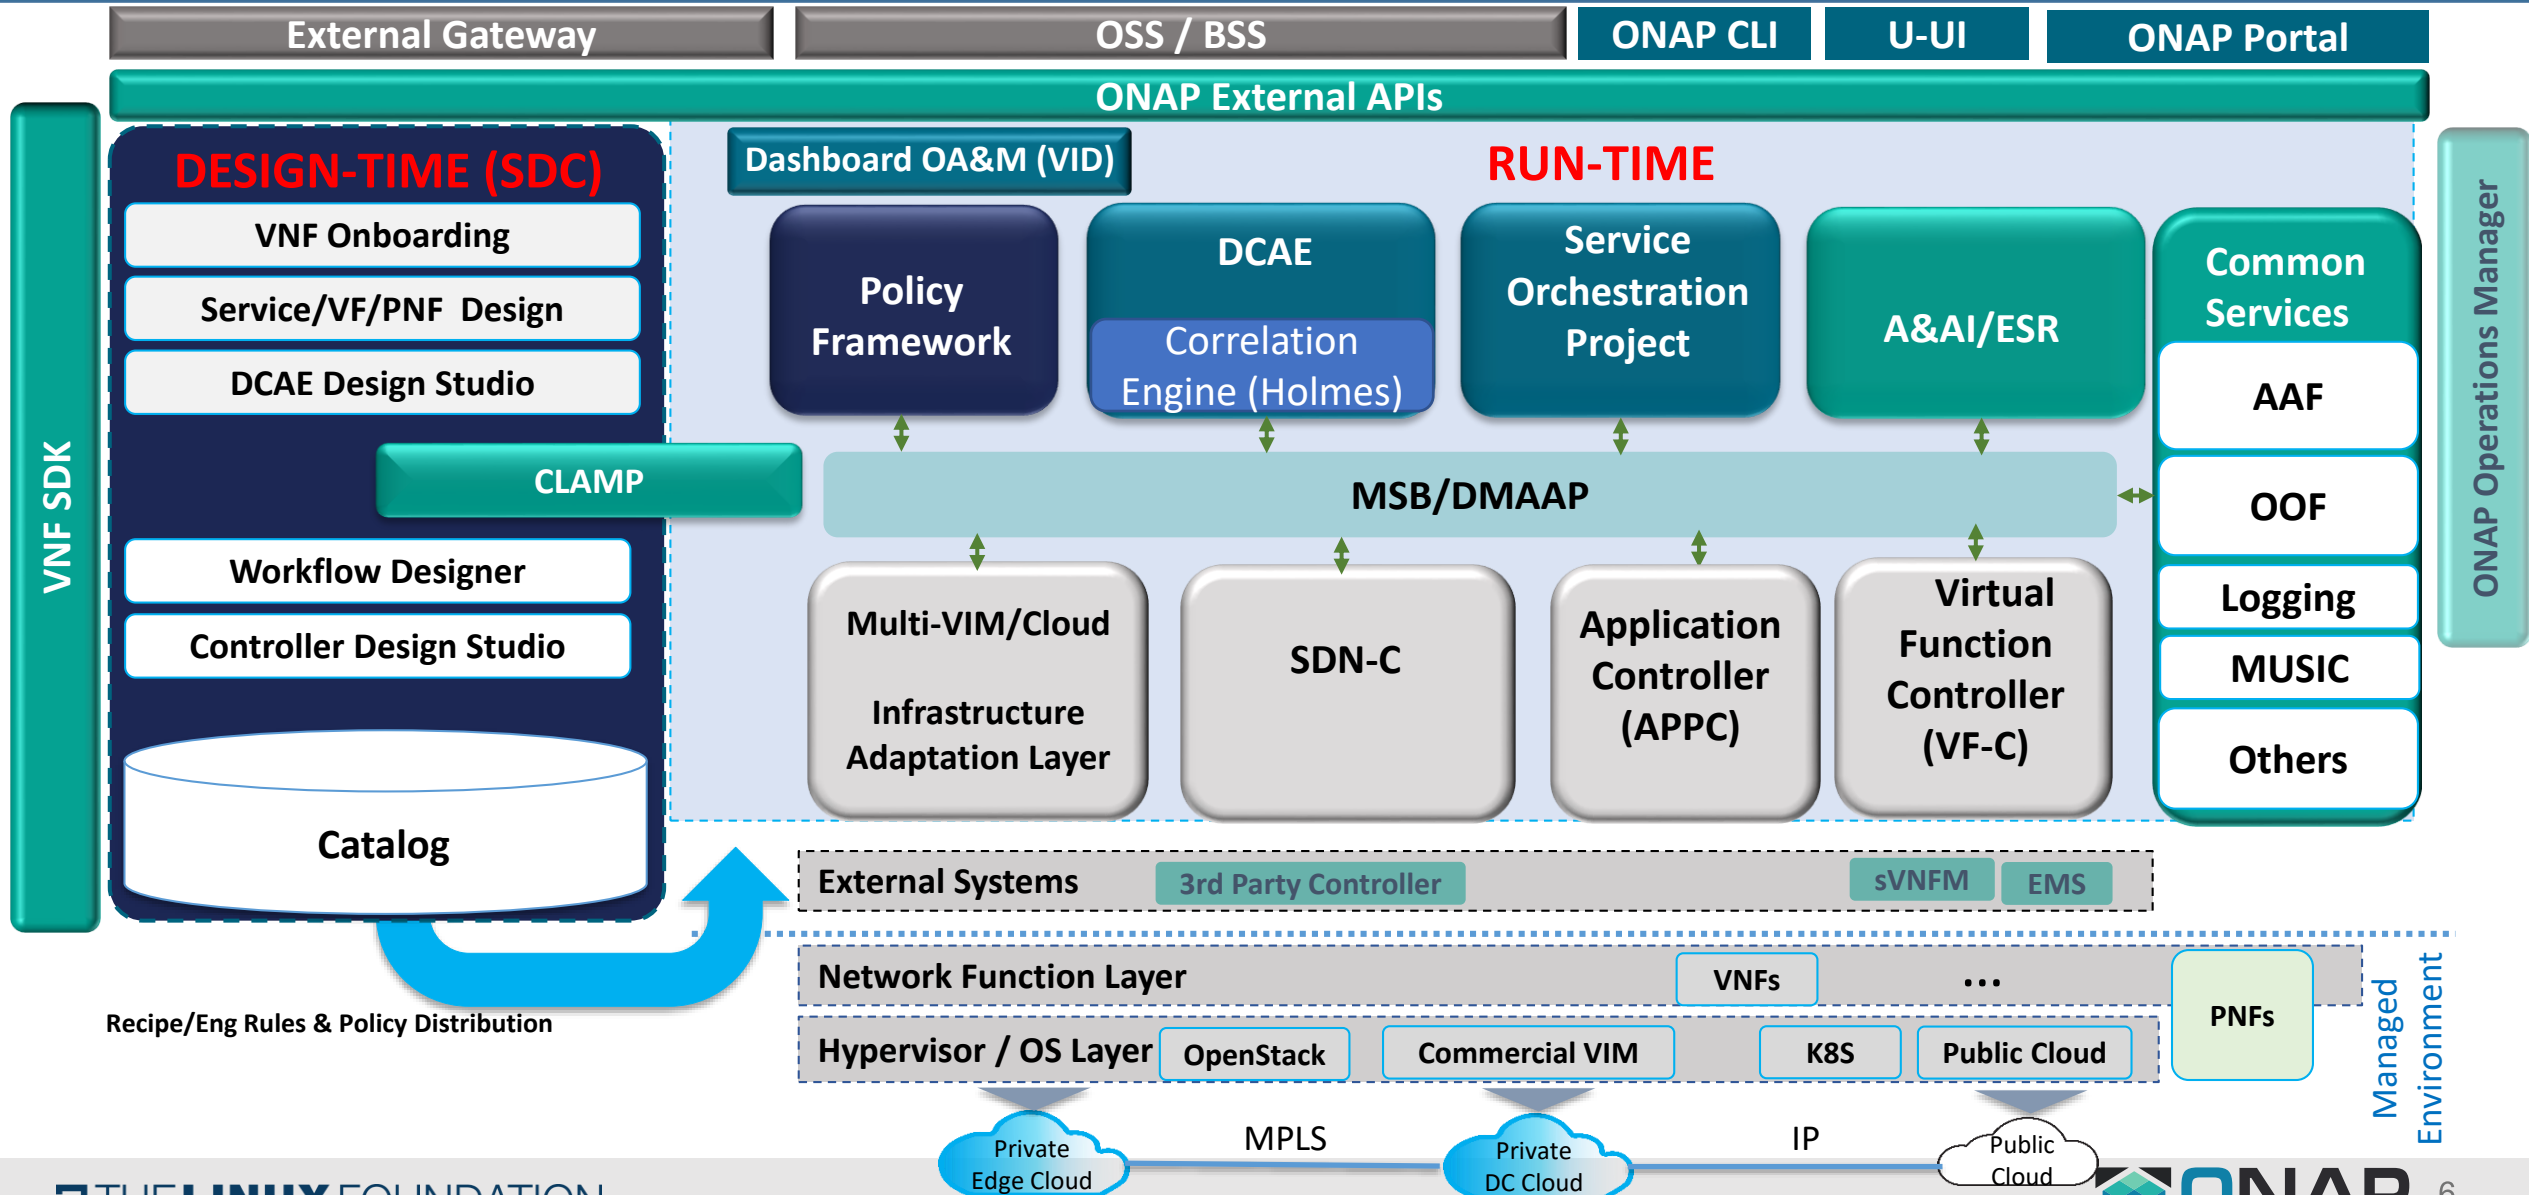 External Gateway
OSS / BSS
ONAP CLI
U-UI
ONAP Portal
ONAP External APIs
VNF SDK
DESIGN-TIME (SDC)
VNF Onboarding
Service/VF/PNF Design
DCAE Design Studio
CLAMP
Workflow Designer
Controller Design Studio
Catalog
Recipe/Eng Rules & Policy Distribution
Dashboard OA&M (VID)
RUN-TIME
Policy
Framework
DCAE
Correlation
Engine (Holmes)
Service
Orchestration
Project
A&AI/ESR
Common
Services
AAF
OOF
Logging
MUSIC
Others
ONAP Operations Manager
MSB/DMAAP
Multi-VIM/Cloud
Infrastructure
Adaptation Layer
SDN-C
Application
Controller
(APPC)
Virtual
Function
Controller
(VF-C)
External Systems
3rd Party Controller
sVNFM
EMS
Network Function Layer
VNFs
...
PNFs
Hypervisor / OS Layer
OpenStack
Commercial VIM
K8S
Public Cloud
Managed
Environment
Private
Edge Cloud
MPLS
Private
DC Cloud
IP
Public
Cloud
THE LINUX FOUNDATION
ONAP
6